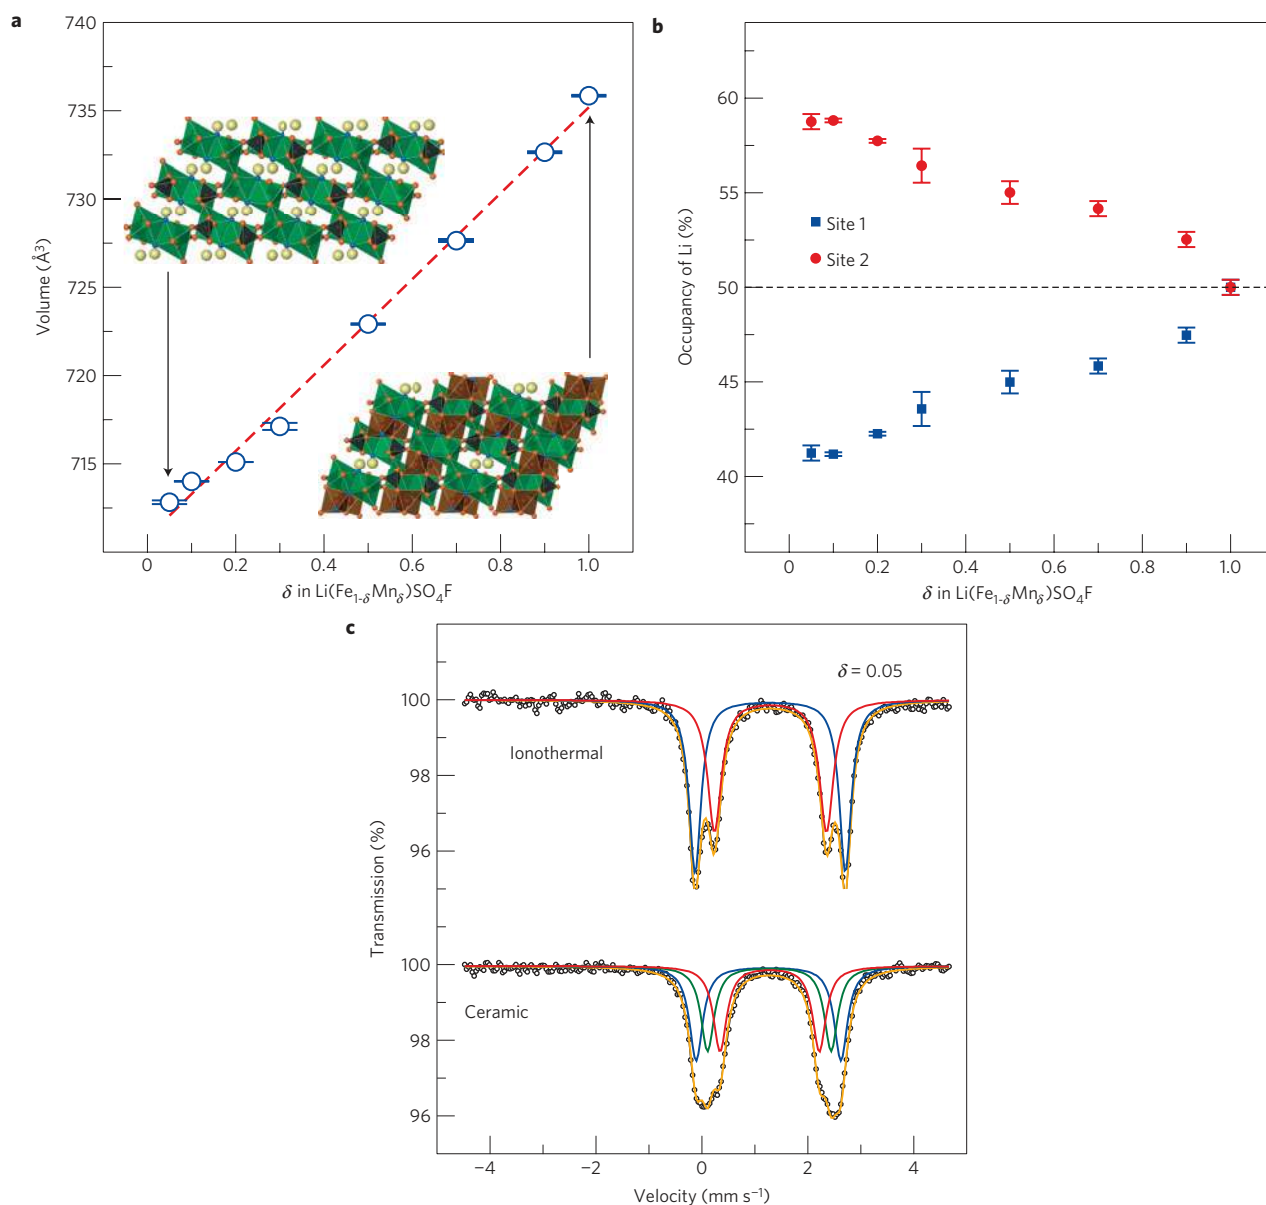 a
740
735
730
725
720
715
Volume (Å³)
0
0.2
0.4
0.6
0.8
1.0
δ in Li(Fe₁₋δMnδ)SO₄F
b
60
55
50
45
40
Occupancy of Li (%)
Site 1
Site 2
0
0.2
0.4
0.6
0.8
1.0
δ in Li(Fe₁₋δMnδ)SO₄F
c
δ = 0.05
100
98
96
Ionothermal
100
98
96
Ceramic
Transmission (%)
−4
−2
0
2
4
Velocity (mm s⁻¹)